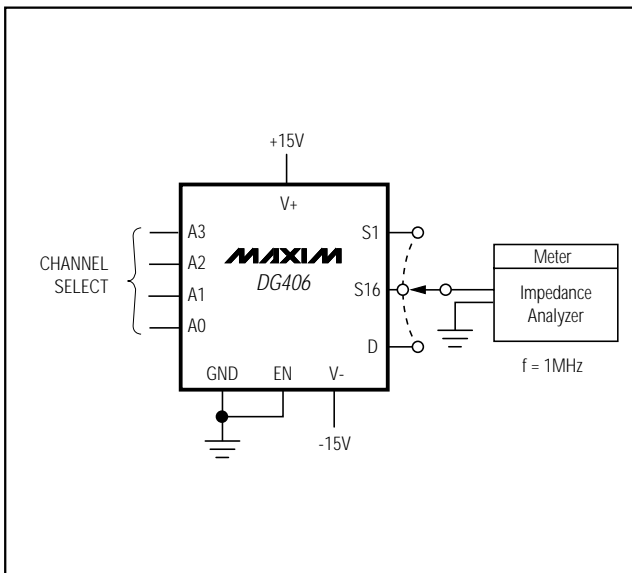 +15V
V+
A3
A2
A1
A0
CHANNEL
SELECT
MAXIM
DG406
S1
S16
D
GND
EN
V-
-15V
Meter
Impedance
Analyzer
f = 1MHz